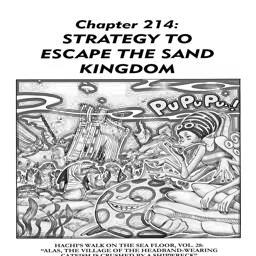 Chapter 214:
STRATEGY TO
ESCAPE THE SAND
KINGDOM
PUPUPU!
HACHI'S WALK ON THE SEA FLOOR, VOL. 28:
"ALAS, THE VILLAGE OF THE HEADBAND-WEARING
CATFISH IS CRUSHED BY A SHIPWRECK"